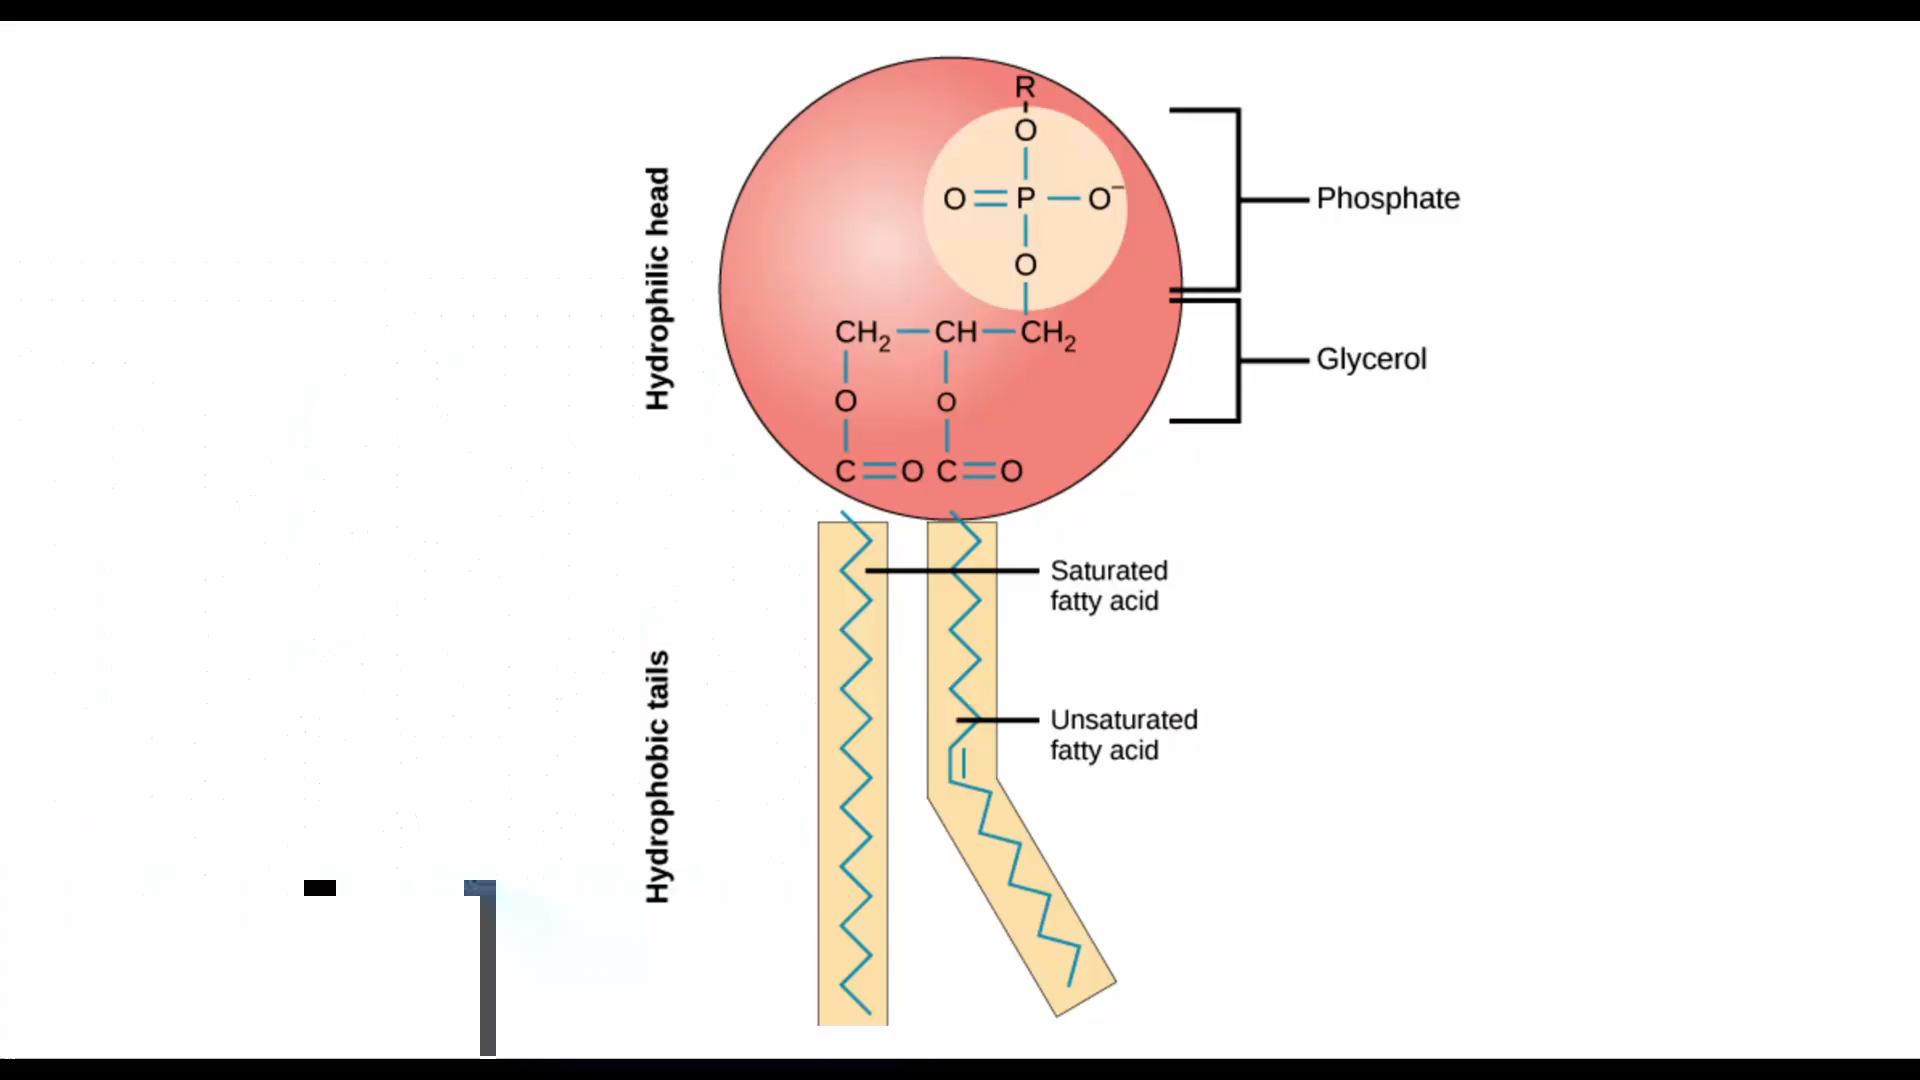 R
O
O P O⁻
Phosphate
O
Hydrophilic head
CH₂ CH CH₂
Glycerol
O O
C O C O
Saturated
fatty acid
Hydrophobic tails
Unsaturated
fatty acid